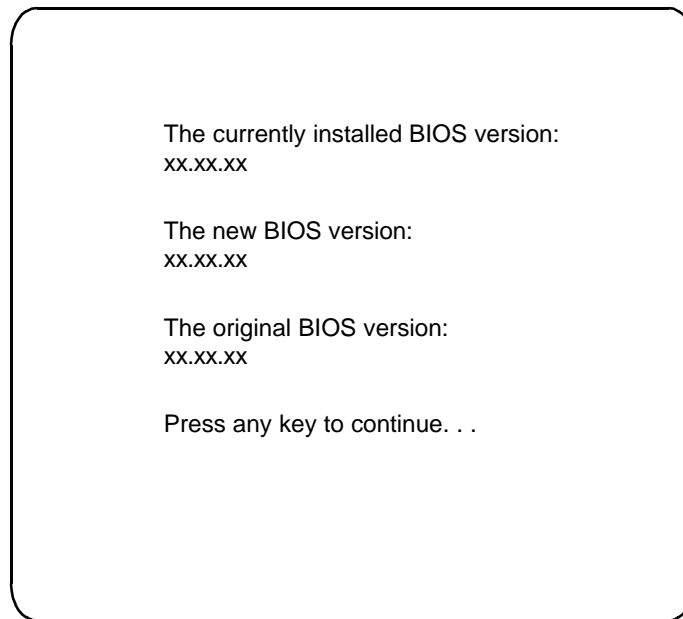 The currently installed BIOS version:
xx.xx.xx
The new BIOS version:
xx.xx.xx
The original BIOS version:
xx.xx.xx
Press any key to continue. . .